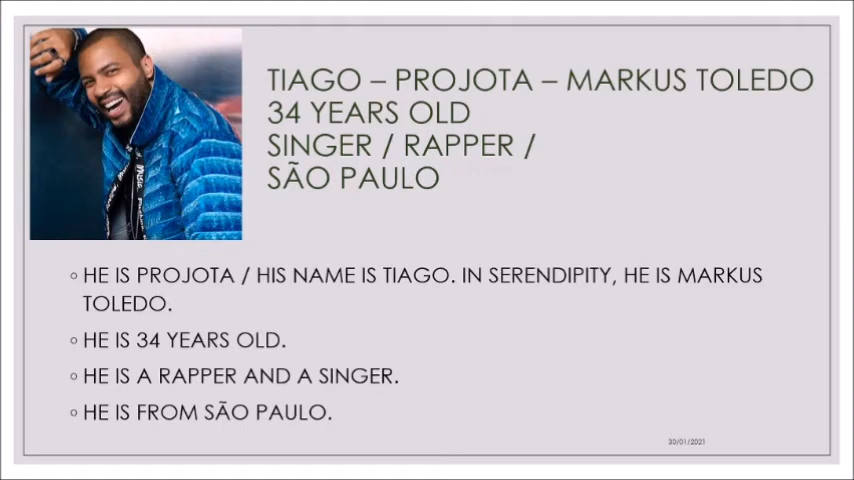 TIAGO – PROJOTA – MARKUS TOLEDO
34 YEARS OLD
SINGER / RAPPER /
SÃO PAULO
◦ HE IS PROJOTA / HIS NAME IS TIAGO. IN SERENDIPITY, HE IS MARKUS
TOLEDO.
◦ HE IS 34 YEARS OLD.
◦ HE IS A RAPPER AND A SINGER.
◦ HE IS FROM SÃO PAULO.
30/01/2021